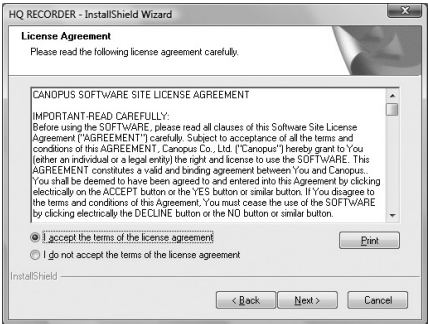 HQ RECORDER - InstallShield Wizard
License Agreement
Please read the following license agreement carefully.
CANOPUS SOFTWARE SITE LICENSE AGREEMENT
IMPORTANT-READ CAREFULLY:
Before using the SOFTWARE, please read all clauses of this Software Site License
Agreement ("AGREEMENT") carefully. Subject to acceptance of all the terms and
conditions of this AGREEMENT, Canopus Co., Ltd. ("Canopus") hereby grant to You
(either an individual or a legal entity) the right and license to use the SOFTWARE. This
AGREEMENT constitutes a valid and binding agreement between You and Canopus..
You shall be deemed to have been agreed to and entered into this Agreement by clicking
electrically on the ACCEPT button or the YES button or similar button. If You disagree to
the terms and conditions of this Agreement, You must cease the use of the SOFTWARE
by clicking electrically the DECLINE button or the NO button or similar button.
I accept the terms of the license agreement
Print
I do not accept the terms of the license agreement
InstallShield
< Back
Next >
Cancel